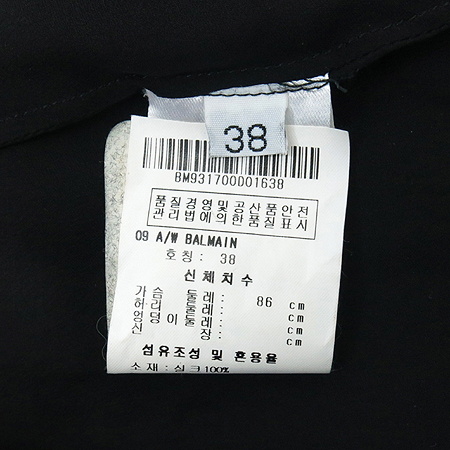 38
BM931700D01638
품질경영및공산품안전
관리법에의한품질표시
09 A/W BALMAIN
호칭 : 38
신체치수
가슴 둘레 : 86 cm
허리 둘레 : cm
엉덩이둘레 : cm
신 장 : cm
섬유조성 및 혼용율
소재 : 실크100%